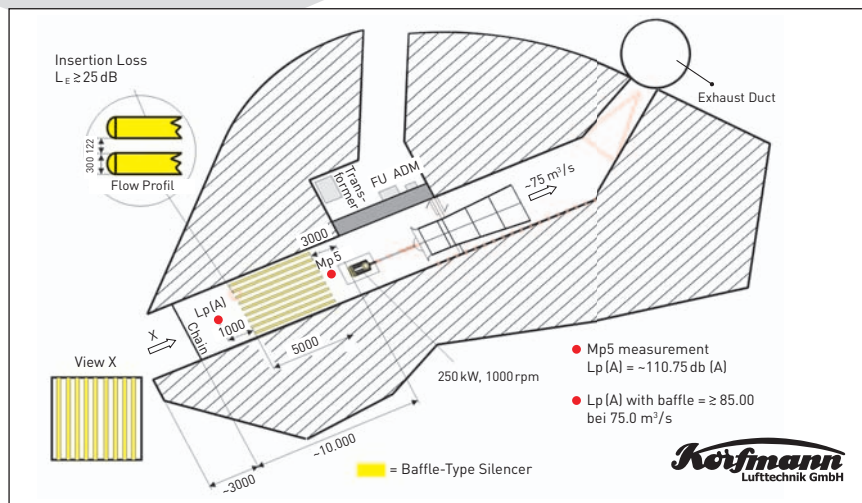 Insertion Loss
L E ≥ 25 dB
300 122
Flow Profil
Exhaust Duct
Trans-
former
FU ADM
~75 m³/s
3000
Mp5
Lp(A)
1000
X
Chain
5000
View X
250 kW, 1000 rpm
~10.000
~3000
Mp5 measurement
Lp (A) = ~110.75 db (A)
Lp (A) with baffle = ≥ 85.00
bei 75.0 m³/s
= Baffle-Type Silencer
Korfmann
Lufttechnik GmbH